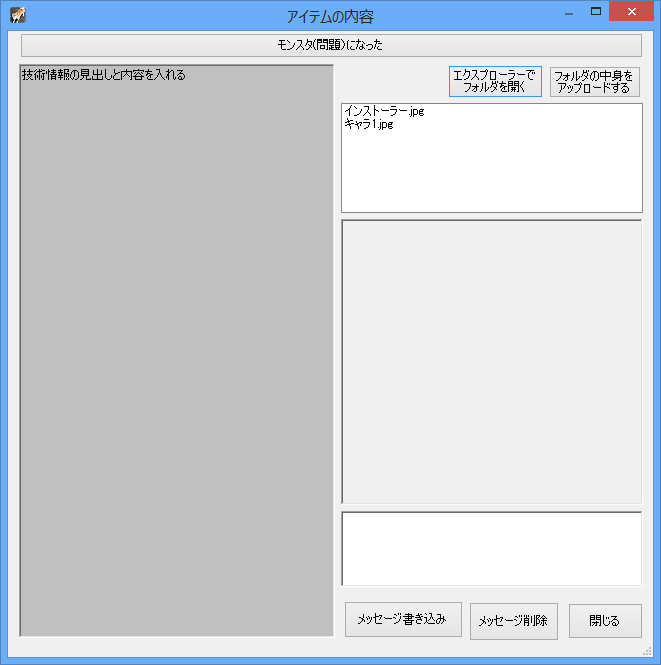 アイテムの内容
モンスタ(問題)になった
技術情報の見出しと内容を入れる
エクスプローラーで
フォルダを開く
フォルダの中身を
アップロードする
インストーラー.jpg
キャラ1.jpg
メッセージ書き込み
メッセージ削除
閉じる